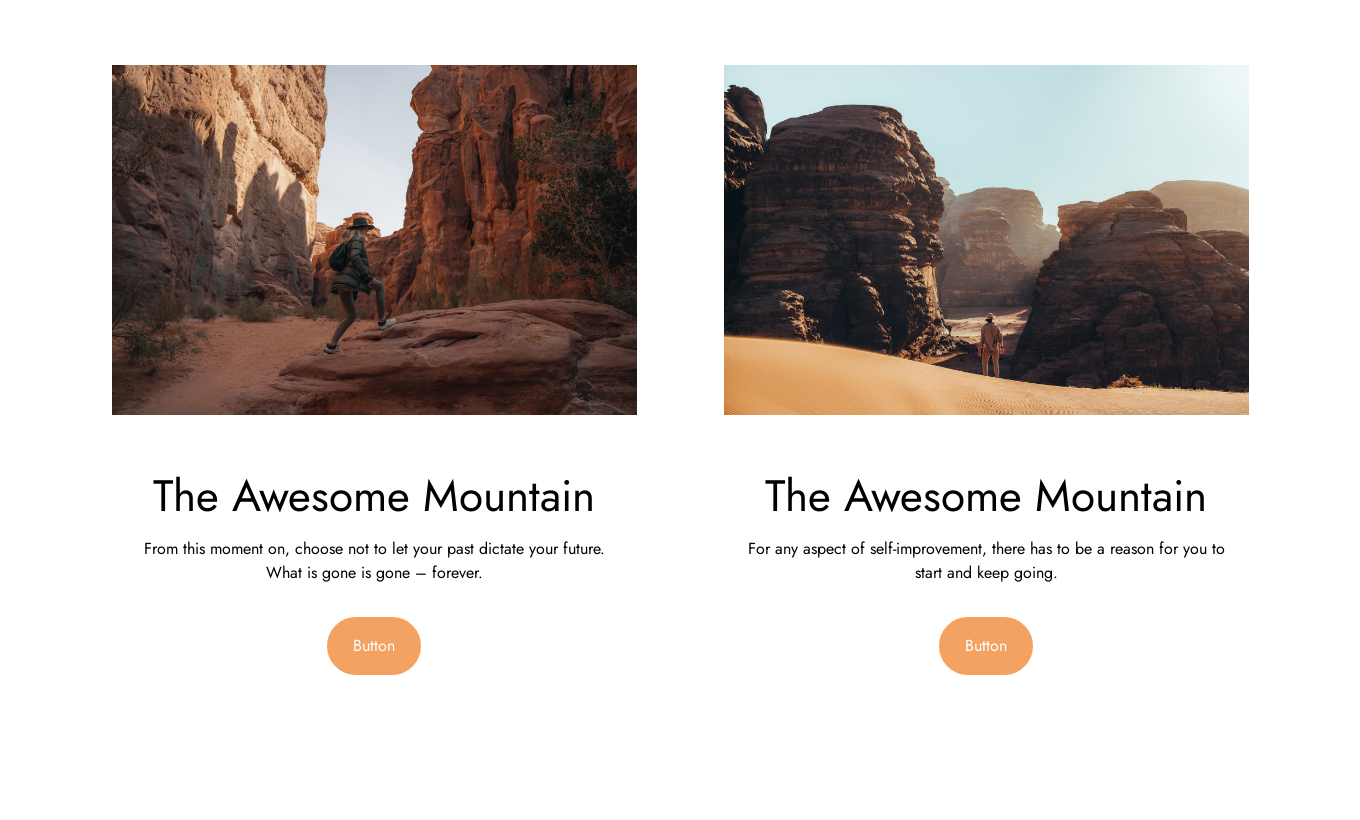 The Awesome Mountain
From this moment on, choose not to let your past dictate your future.
What is gone is gone – forever.
Button
The Awesome Mountain
For any aspect of self-improvement, there has to be a reason for you to
start and keep going.
Button